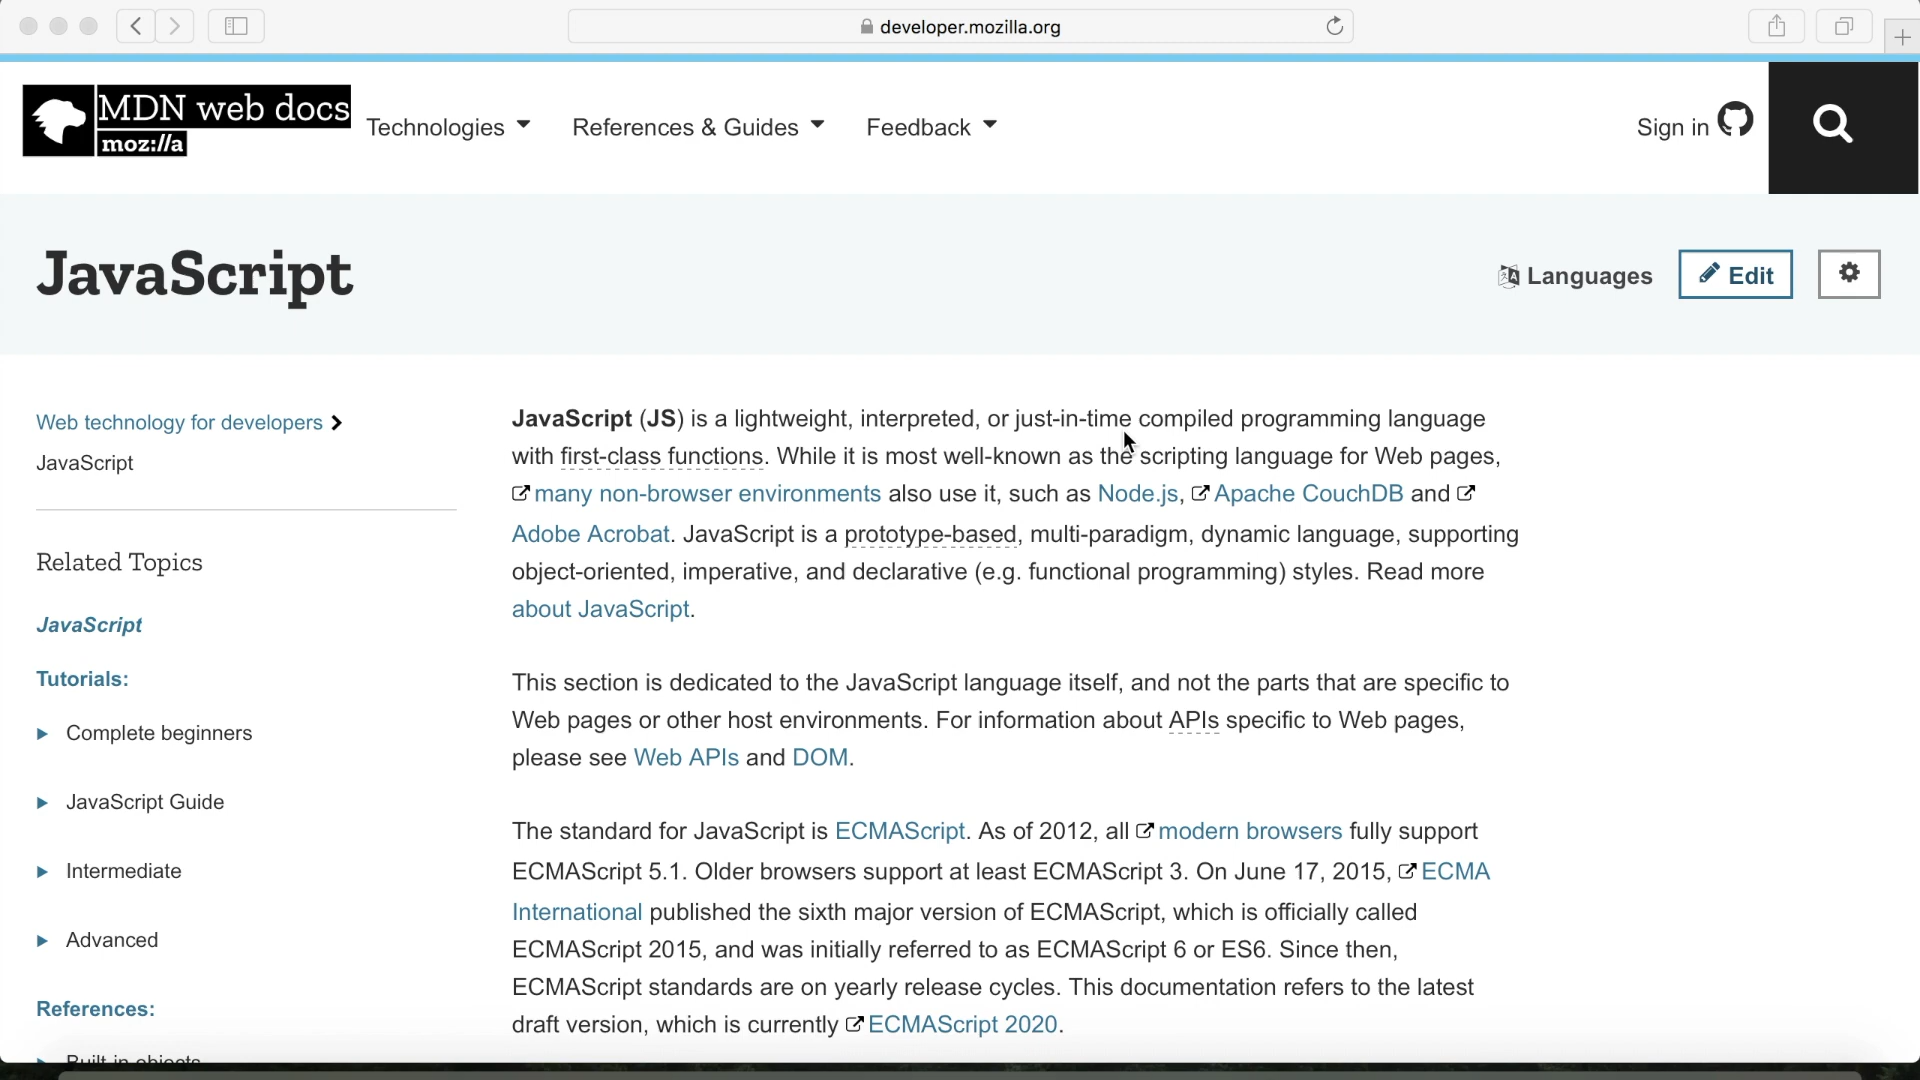 developer.mozilla.org
MDN web docs
moz://a
Technologies
References & Guides
Feedback
Sign in
JavaScript
Languages
Edit
Web technology for developers
JavaScript
Related Topics
JavaScript
Tutorials:
Complete beginners
JavaScript Guide
Intermediate
Advanced
References:
Built-in objects
JavaScript (JS) is a lightweight, interpreted, or just-in-time compiled programming language
with first-class functions. While it is most well-known as the scripting language for Web pages,
many non-browser environments also use it, such as Node.js, Apache CouchDB and
Adobe Acrobat. JavaScript is a prototype-based, multi-paradigm, dynamic language, supporting
object-oriented, imperative, and declarative (e.g. functional programming) styles. Read more
about JavaScript.
This section is dedicated to the JavaScript language itself, and not the parts that are specific to
Web pages or other host environments. For information about APIs specific to Web pages,
please see Web APIs and DOM.
The standard for JavaScript is ECMAScript. As of 2012, all modern browsers fully support
ECMAScript 5.1. Older browsers support at least ECMAScript 3. On June 17, 2015, ECMA
International published the sixth major version of ECMAScript, which is officially called
ECMAScript 2015, and was initially referred to as ECMAScript 6 or ES6. Since then,
ECMAScript standards are on yearly release cycles. This documentation refers to the latest
draft version, which is currently ECMAScript 2020.